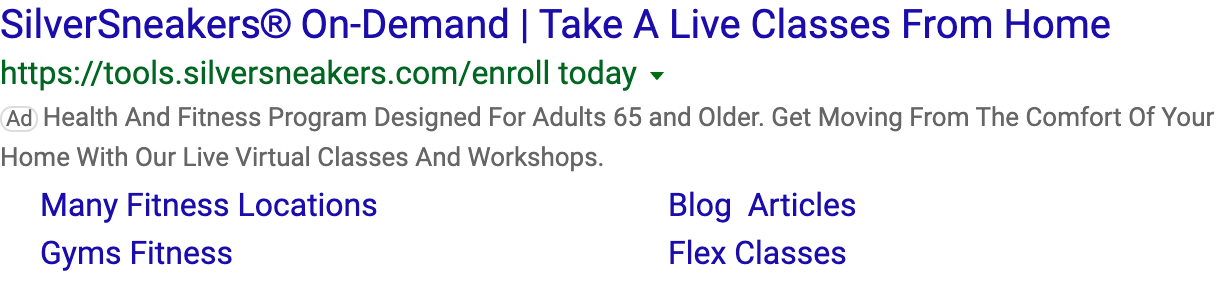 SilverSneakers® On-Demand | Take A Live Classes From Home
https://tools.silversneakers.com/enroll today
Ad Health And Fitness Program Designed For Adults 65 and Older. Get Moving From The Comfort Of Your
Home With Our Live Virtual Classes And Workshops.
Many Fitness Locations Blog Articles
Gyms Fitness Flex Classes